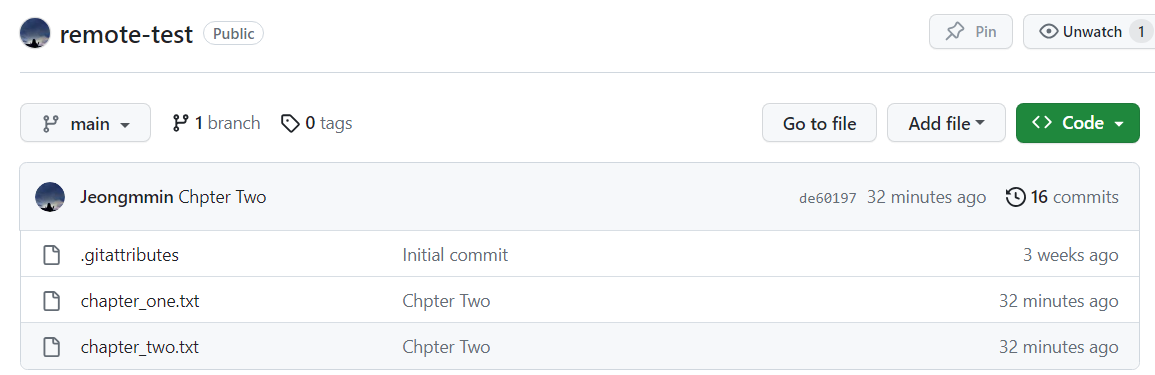 remote-test Public Pin Unwatch 1
main 1 branch 0 tags Go to file Add file <> Code
Jeongmmin Chpter Two de60197 32 minutes ago 16 commits
.gitattributes Initial commit 3 weeks ago
chapter_one.txt Chpter Two 32 minutes ago
chapter_two.txt Chpter Two 32 minutes ago